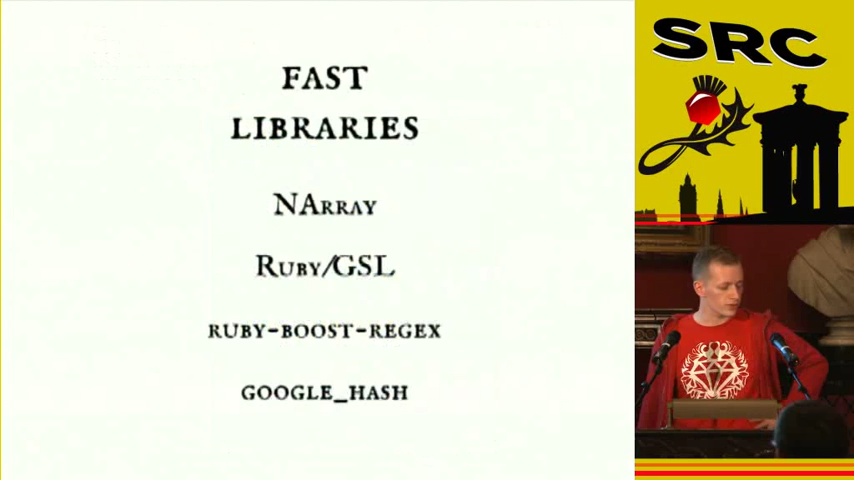 FAST
LIBRARIES
NArray
Ruby/GSL
RUBY-BOOST-REGEX
GOOGLE_HASH
SRC